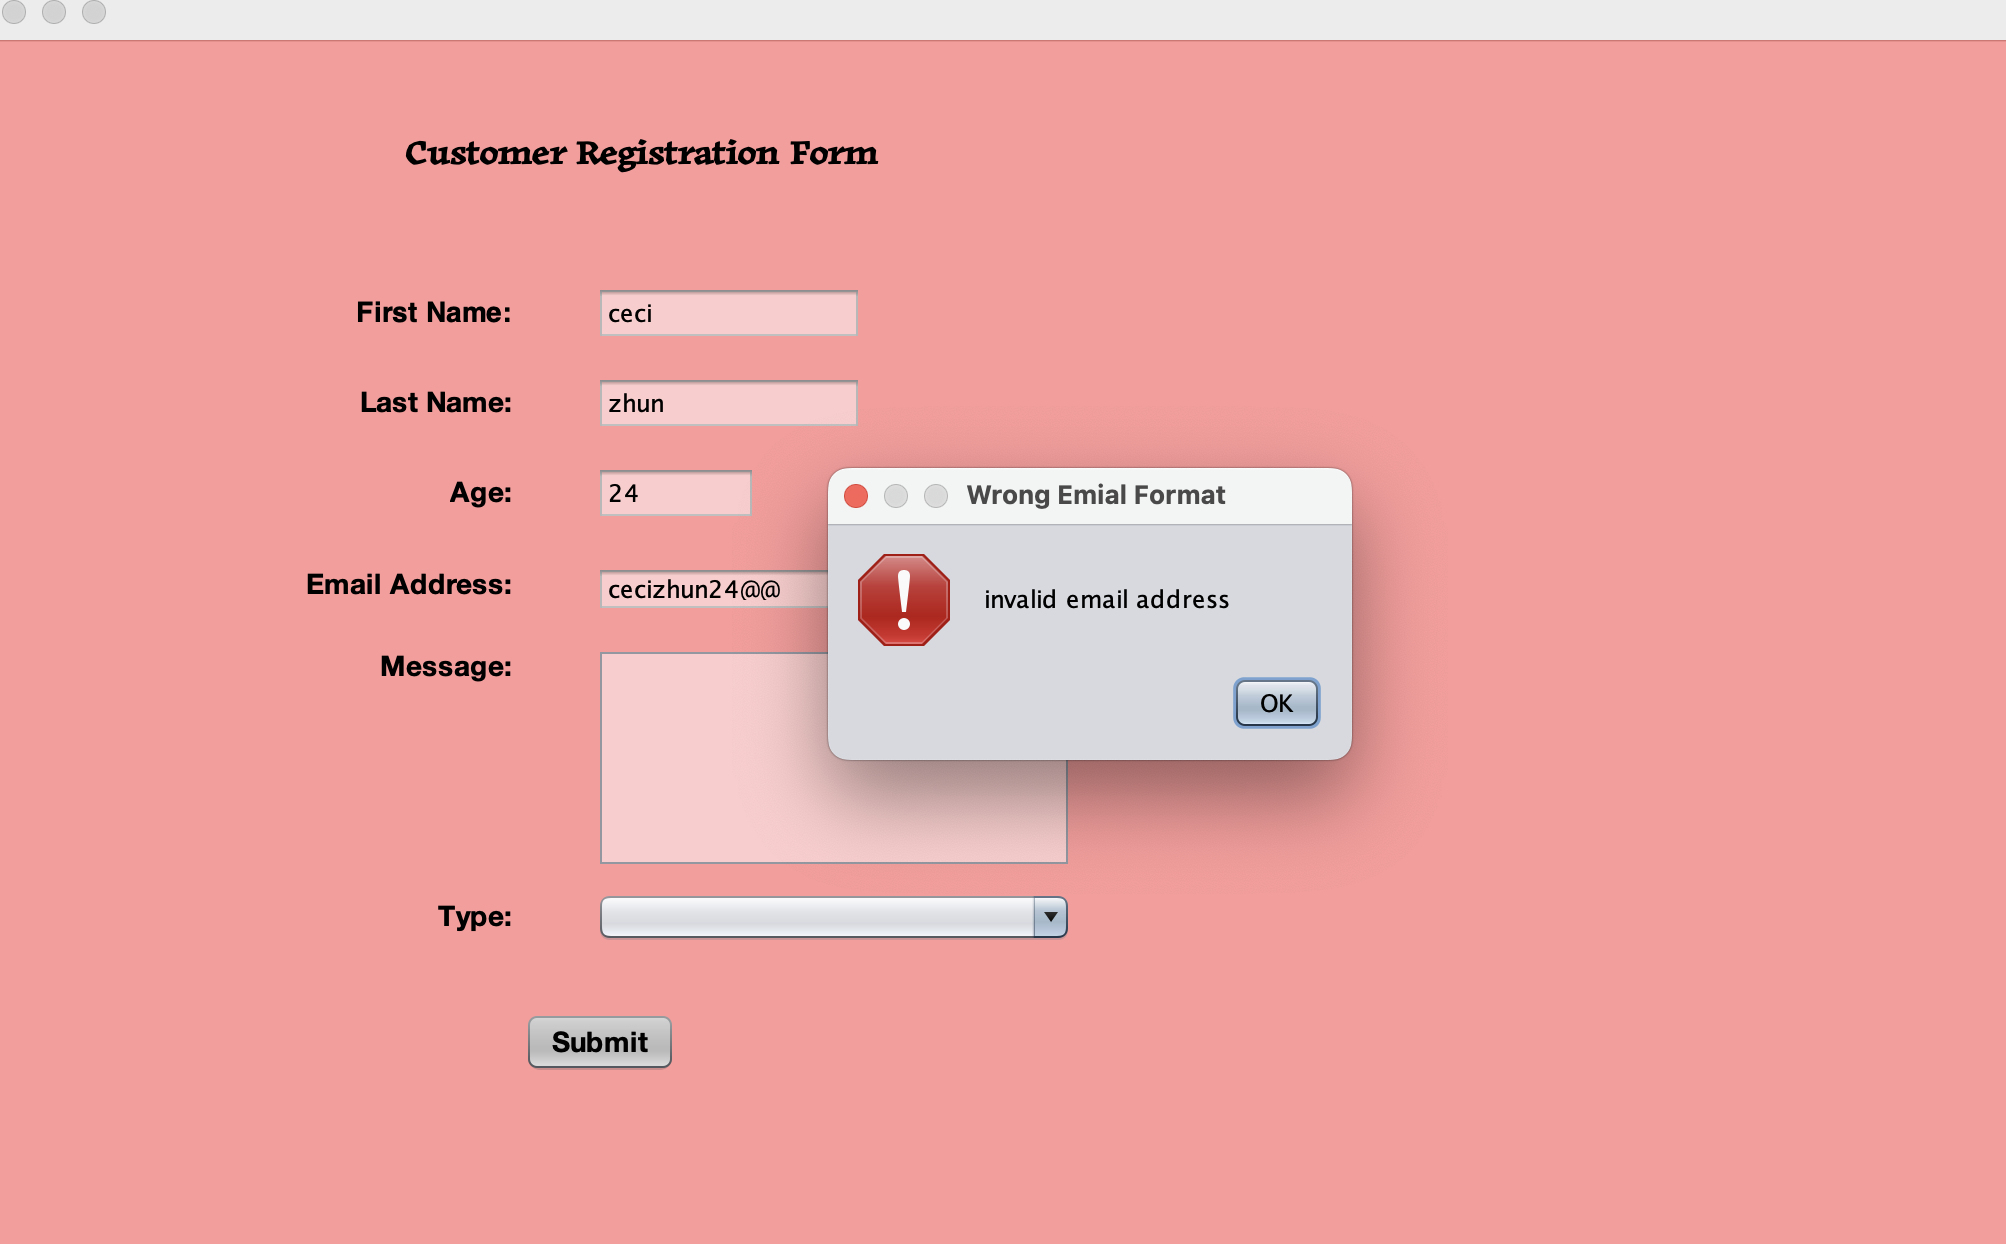 Customer Registration Form
First Name: ceci
Last Name: zhun
Age: 24
Wrong Emial Format
Email Address: cecizhun24@@
invalid email address
Message:
OK
Type:
Submit